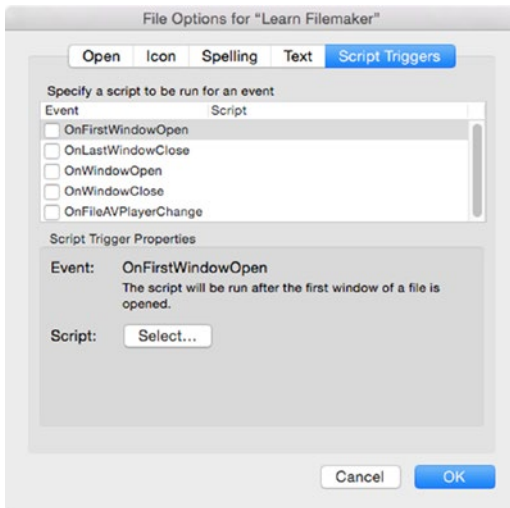 File Options for “Learn Filemaker”
Open Icon Spelling Text Script Triggers
Specify a script to be run for an event
Event Script
OnFirstWindowOpen
OnLastWindowClose
OnWindowOpen
OnWindowClose
OnFileAVPlayerChange
Script Trigger Properties
Event: OnFirstWindowOpen
The script will be run after the first window of a file is
opened.
Script: Select...
Cancel OK